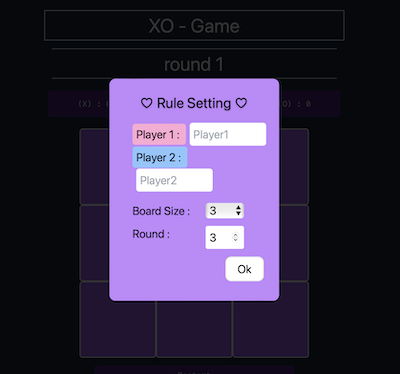 XO - Game
round 1
♡ Rule Setting ♡
Player 1 : Player1
Player 2 :
Player2
Board Size : 3
Round : 3
Ok